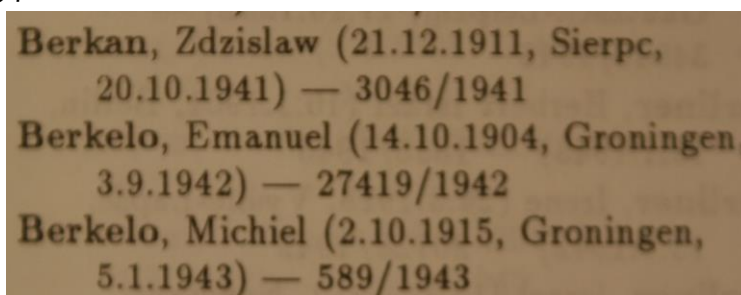 Berkan, Zdzislaw (21.12.1911, Sierpc,
20.10.1941) — 3046/1941
Berkelo, Emanuel (14.10.1904, Groningen
3.9.1942) — 27419/1942
Berkelo, Michiel (2.10.1915, Groningen,
5.1.1943) — 589/1943